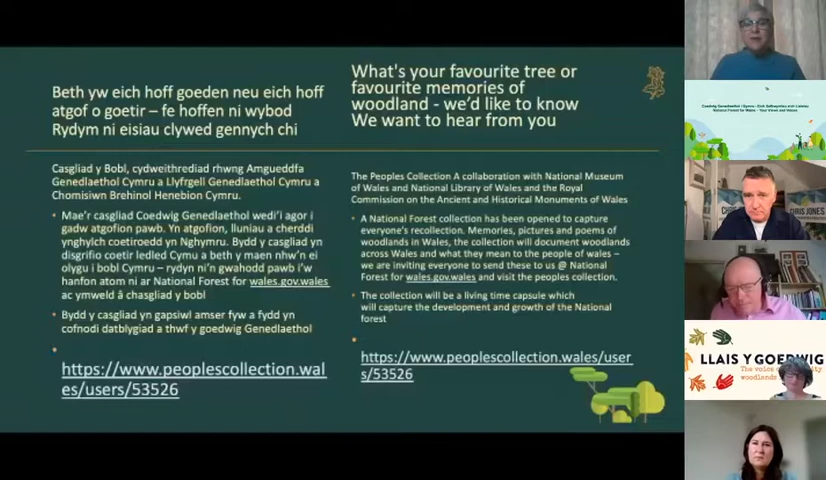 Beth yw eich hoff goeden neu eich hoff
atgof o goetir – fe hoffen ni wybod
Rydym ni eisiau clywed gennych chi
Casgliad y Bobl, cydweithrediad rhwng Amgueddfa
Genedlaethol Cymru a Llyfrgell Genedlaethol Cymru a
Chomisiwn Brehinol Henebion Cymru.
• Mae'r casgliad Coedwig Genedlaethol wedi'i agor i
gadw atgofion pawb. Yn atgofion, lluniau a cherddi
ynghylch coetiroedd yn Nghymru. Bydd y casgliad yn
disgrifio coetir ledled Cymu a beth y maen nhw'n ei
olygu i bobl Cymru – rydyn ni'n gwahodd pawb i'w
hanfon atom ni ar National Forest for wales.gov.wales
ac ymweld â chasgliad y bobl
• Bydd y casgliad yn gapsiwl amser fyw a fydd yn
cofnodi datblygiad a thwf y goedwig Genedlaethol
•
https://www.peoplescollection.wal
es/users/53526
What's your favourite tree or
favourite memories of
woodland - we'd like to know
We want to hear from you
The Peoples Collection A collaboration with National Museum
of Wales and National Library of Wales and the Royal
Commission on the Ancient and Historical Monuments of Wales
• A National Forest collection has been opened to capture
everyone's recollection. Memories, pictures and poems of
woodlands in Wales, the collection will document woodlands
across Wales and what they mean to the people of wales –
we are inviting everyone to send these to us @ National
Forest for wales.gov.wales and visit the peoples collection.
• The collection will be a living time capsule which
will capture the development and growth of the National
forest
•
https://www.peoplescollection.wales/user
s/53526
National Forest for Wales - Your Views and Values
CHRIS JONES
LLAIS Y GOEDWIG
The voice
woodlands